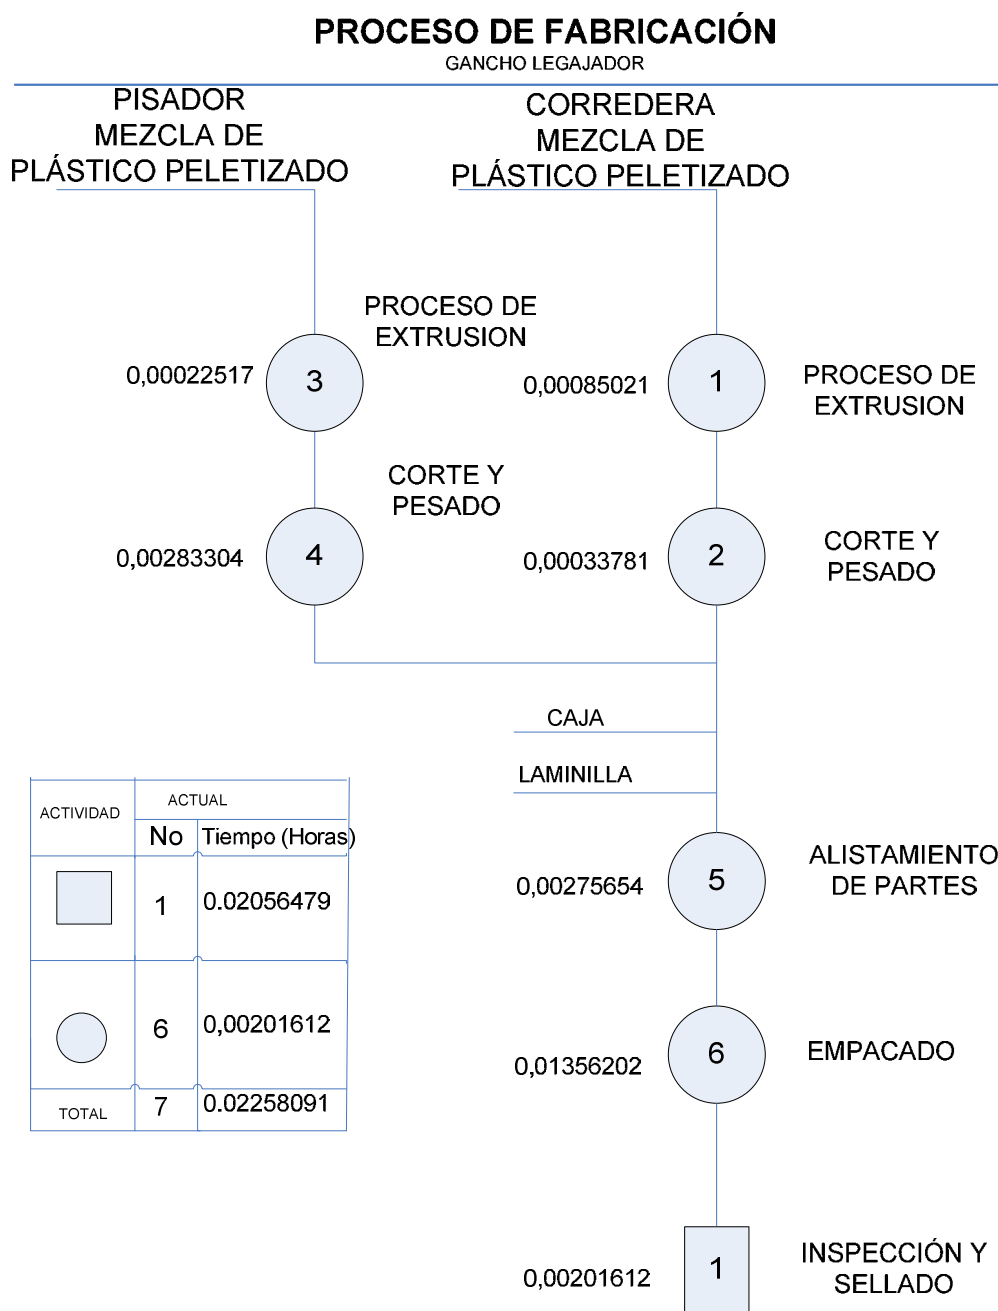 PROCESO DE FABRICACIÓN
GANCHO LEGAJADOR
PISADOR
MEZCLA DE
PLÁSTICO PELETIZADO
CORREDERA
MEZCLA DE
PLÁSTICO PELETIZADO
PROCESO DE
EXTRUSION
0,00022517
3
0,00085021
1
PROCESO DE
EXTRUSION
CORTE Y
PESADO
0,00283304
4
0,00033781
2
CORTE Y
PESADO
CAJA
LAMINILLA
0,00275654
5
ALISTAMIENTO
DE PARTES
0,01356202
6
EMPACADO
0,00201612
1
INSPECCIÓN Y
SELLADO
ACTIVIDAD
ACTUAL
No
Tiempo (Horas)
1
0.02056479
6
0,00201612
TOTAL
7
0.02258091